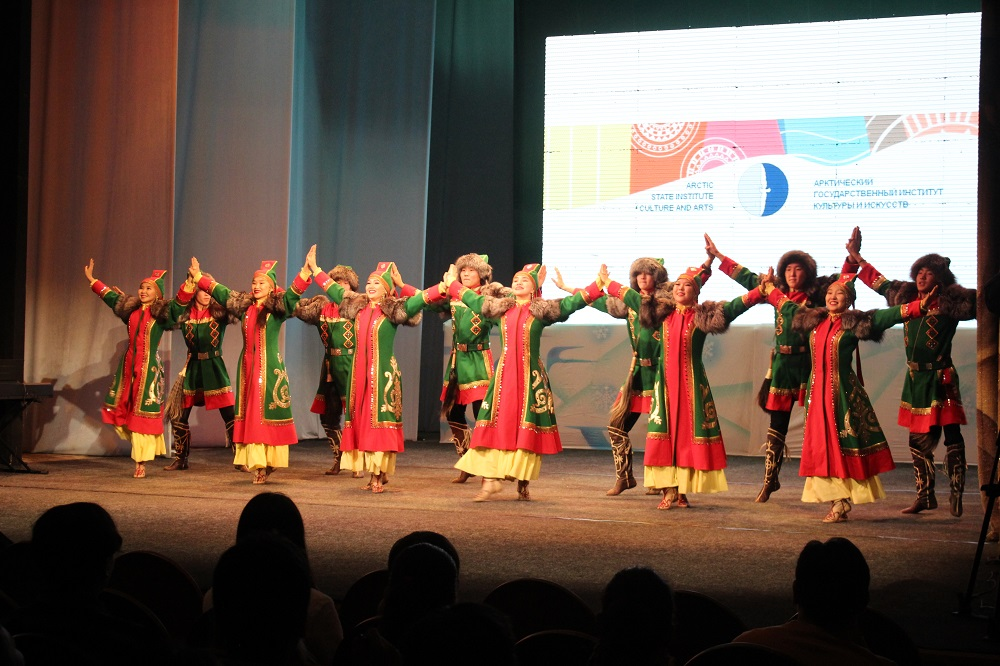 ARCTIC
STATE INSTITUTE
CULTURE AND ARTS
АРКТИЧЕСКИЙ
ГОСУДАРСТВЕННЫЙ ИНСТИТУТ
КУЛЬТУРЫ И ИСКУССТВ